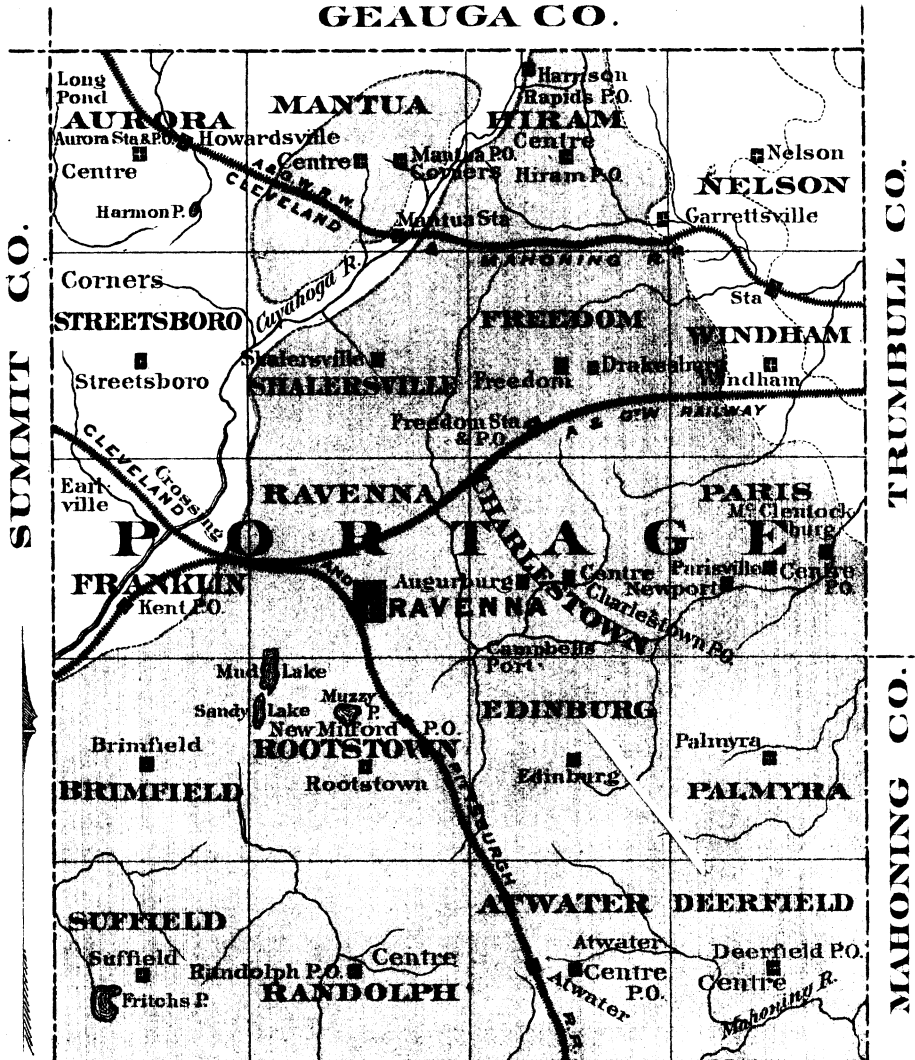 GEAUGA CO.
SUMMIT CO.
TRUMBULL CO.
MAHONING CO.
PORTAGE
Long
Pond
AURORA
Aurora Sta & P.O.
Howardsville
Centre
Harmon P.
MANTUA
Centre
Mantua P.O.
Corners
A. & G. W. R. W.
CLEVELAND
Mantua Sta
Harrison
Rapids P.O.
HIRAM
Centre
Hiram P.O.
Nelson
NELSON
Garrettsville
&
MAHONING R.R.
Corners
STREETSBORO
Streetsboro
Cuyahoga R.
Shalersville
SHALERSVILLE
FREEDOM
Freedom
Drakesburg
Freedom Sta
& P.O.
Sta
WINDHAM
Windham
A & Gt W RAILWAY
CLEVELAND
Crossing
Earl-
ville
RAVENNA
FRANKLIN
Kent P.O.
AND
RAVENNA
Augurburg
CHARLESTOWN
Centre
Charlestown P.O.
Campbells
Port
PARIS
McClentock
burg
Parisville
Newport
Centre
P.O.
Mud Lake
Sandy Lake
Muzzy
P.
New Milford P.O.
ROOTSTOWN
Rootstown
Brimfield
BRIMFIELD
EDINBURG
Edinburg
Palmyra
PALMYRA
PITTSBURGH
R.R.
SUFFIELD
Suffield
Fritchs P.
Randolph P.O.
Centre
RANDOLPH
ATWATER
Atwater
Centre
P.O.
Atwater
DEERFIELD
Deerfield P.O.
Centre
Mahoning R.